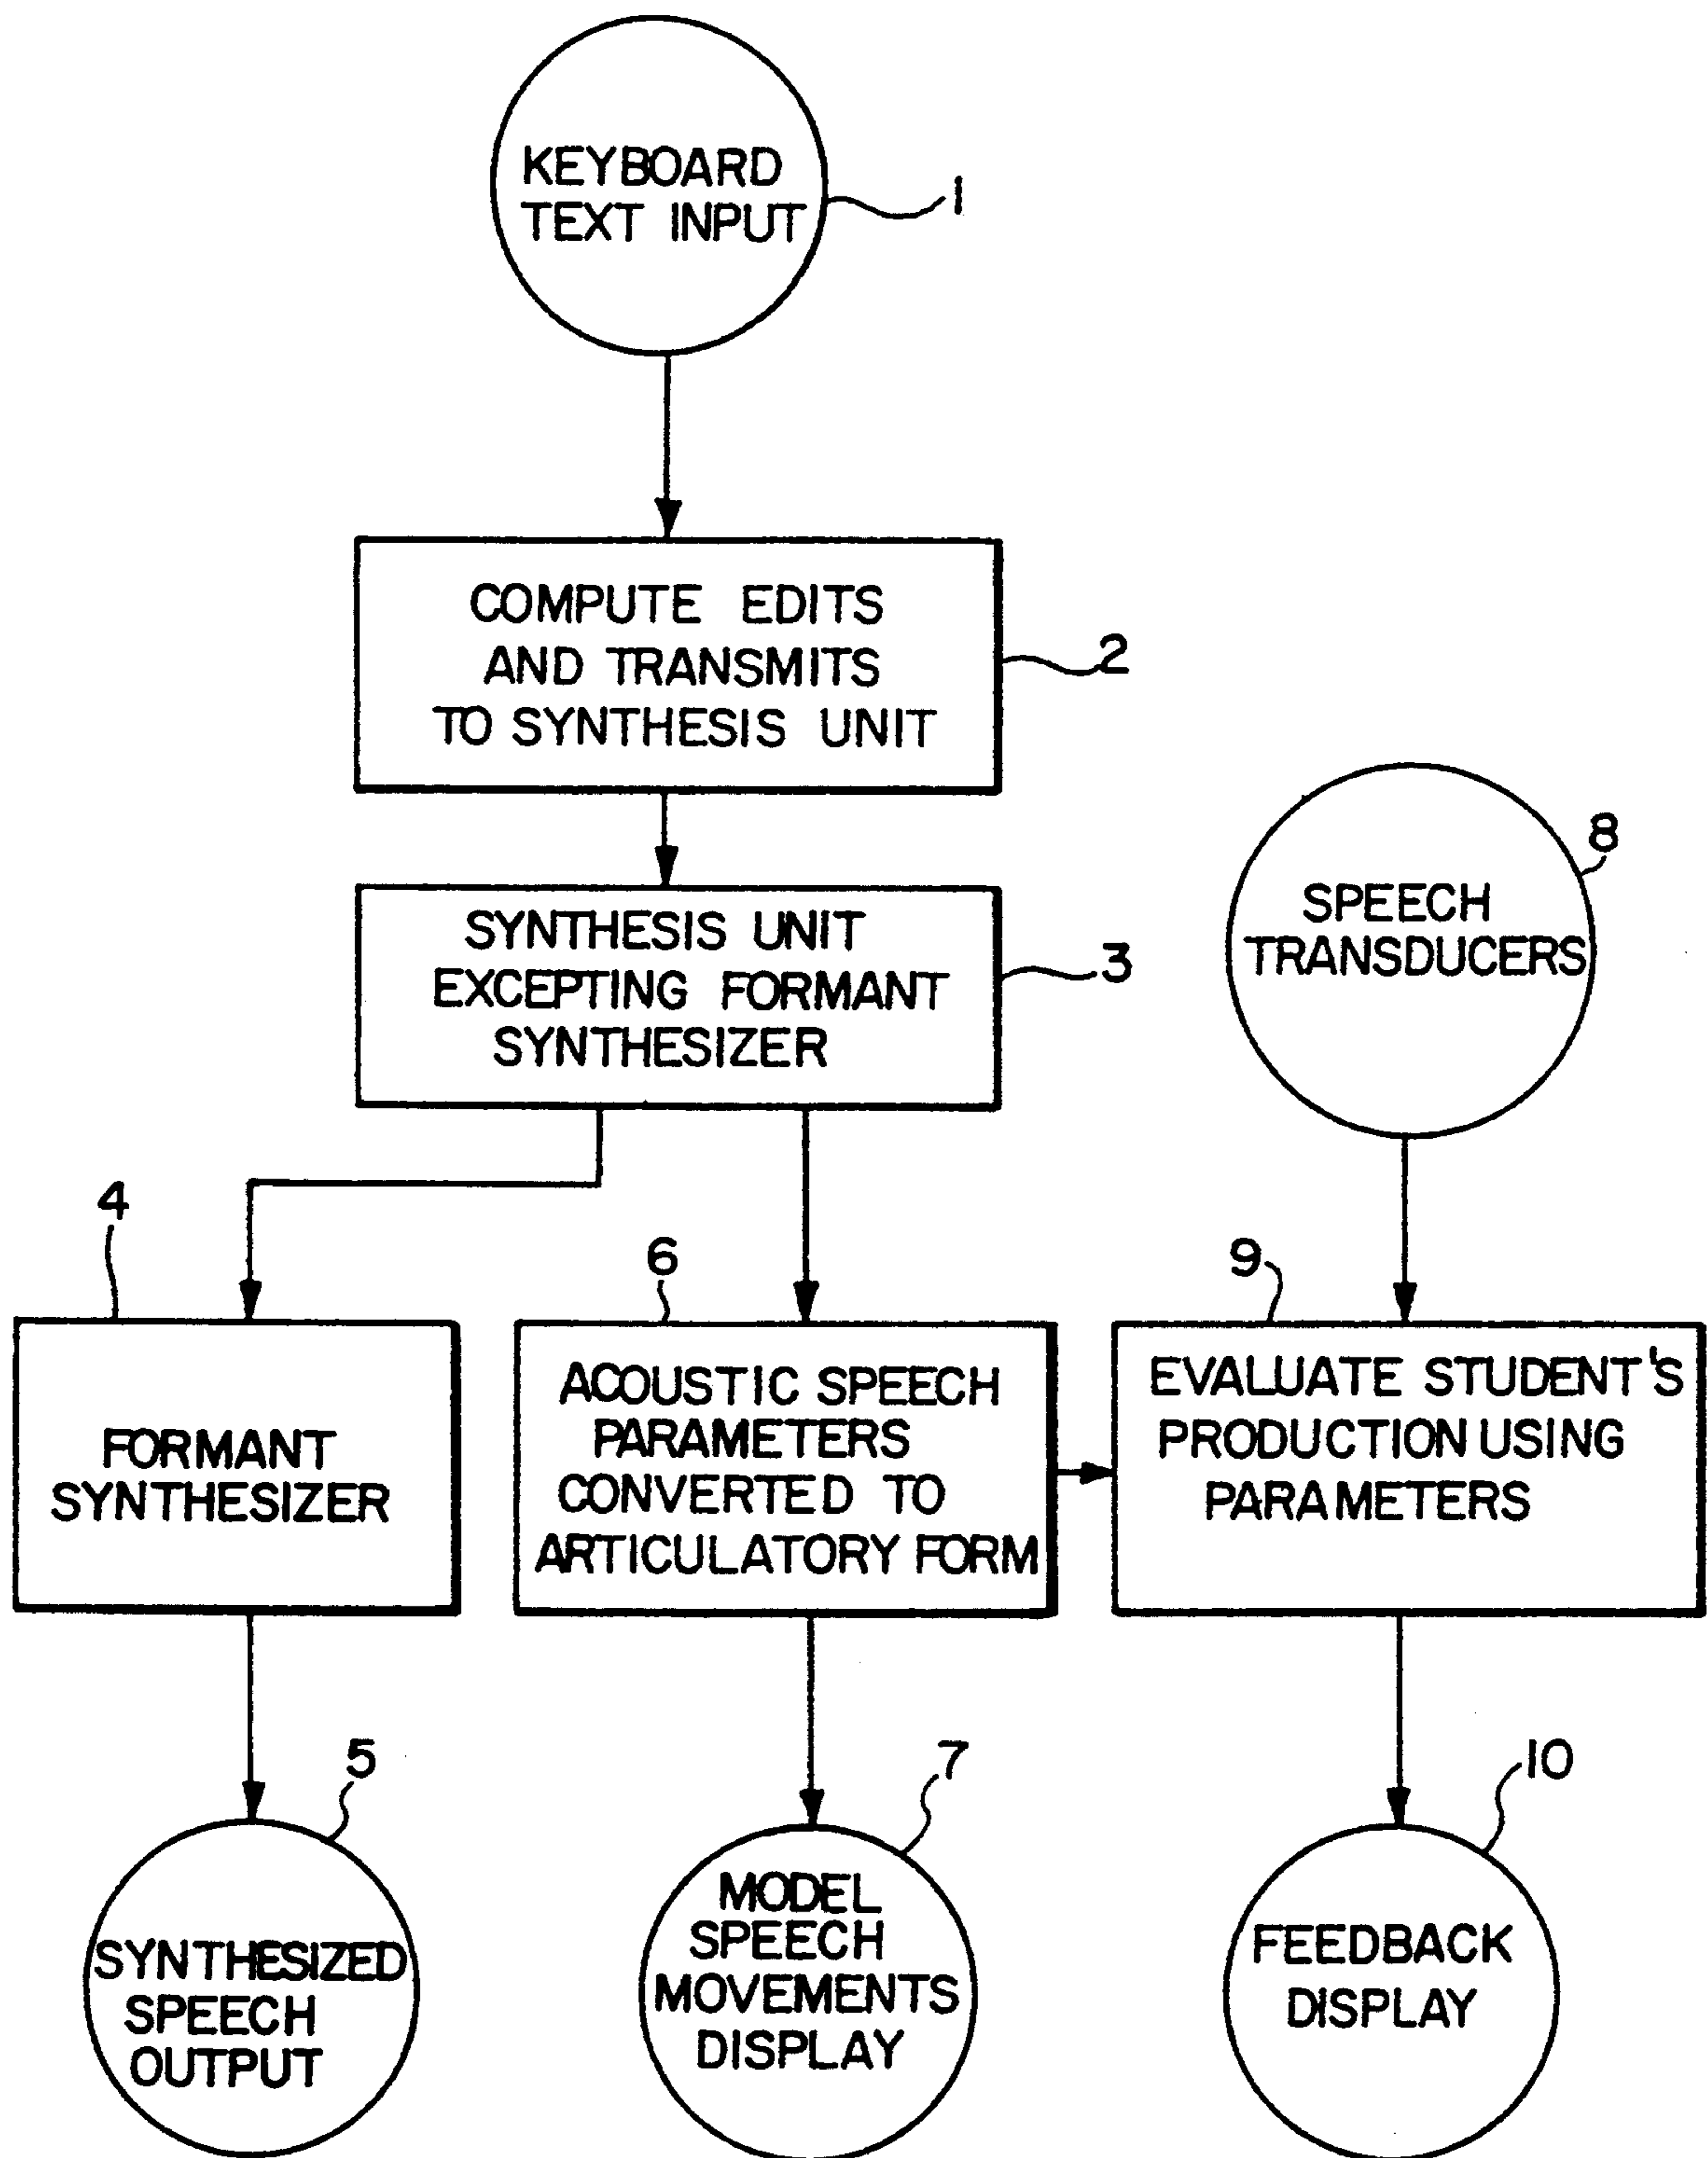 KEYBOARD
TEXT INPUT
1
COMPUTE EDITS
AND TRANSMITS
TO SYNTHESIS UNIT
2
SYNTHESIS UNIT
EXCEPTING FORMANT
SYNTHESIZER
3
8
SPEECH
TRANSDUCERS
4
FORMANT
SYNTHESIZER
6
ACOUSTIC SPEECH
PARAMETERS
CONVERTED TO
ARTICULATORY FORM
9
EVALUATE STUDENT'S
PRODUCTION USING
PARAMETERS
5
SYNTHESIZED
SPEECH
OUTPUT
7
MODEL
SPEECH
MOVEMENTS
DISPLAY
10
FEEDBACK
DISPLAY